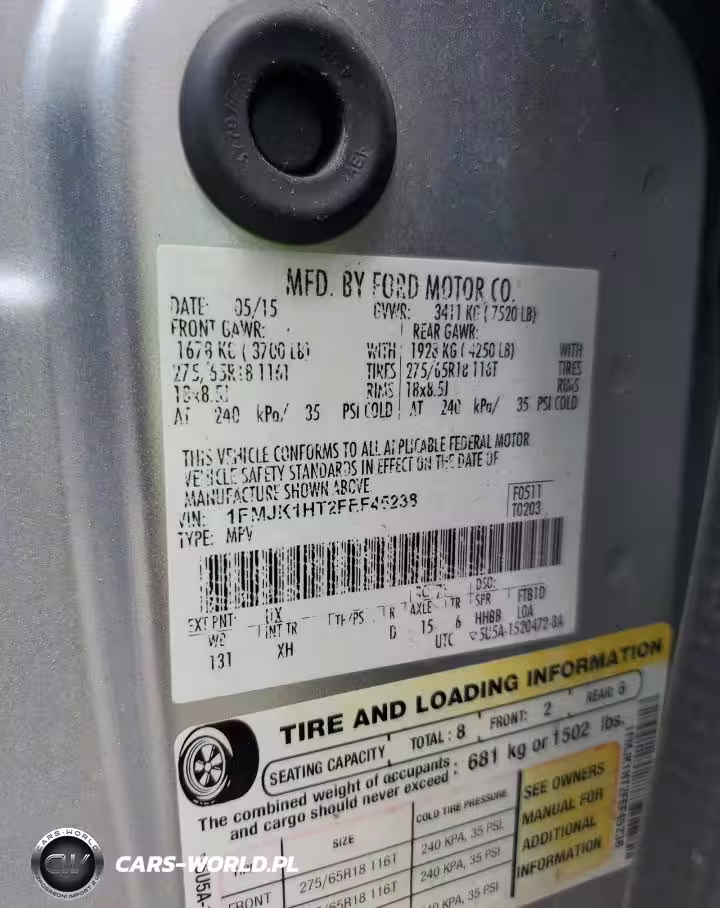 MFD. BY FORD MOTOR CO.
DATE: 05/15 GVWR: 3411 KG ( 7520 LB)
FRONT GAWR: REAR GAWR:
1678 KG ( 3700 LB) WITH 1928 KG ( 4250 LB) WITH
275/65R18 116T TIRES 275/65R18 116T TIRES
18x8.5J RIMS 18x8.5J RIMS
AT 240 kPa/ 35 PSI COLD AT 240 kPa/ 35 PSI COLD
THIS VEHICLE CONFORMS TO ALL APPLICABLE FEDERAL MOTOR
VEHICLE SAFETY STANDARDS IN EFFECT ON THE DATE OF
MANUFACTURE SHOWN ABOVE.
VIN: 1FMJK1HT2FEF45238
F0511
TYPE: MPV
T0203
EXT PNT: UX DSO:
WB INT TR TP/PS R AXLE TR SPR FTB1D
131 XH D 15 6 HHBB LOA
UTC ▽5U5A-1520472-BA
TIRE AND LOADING INFORMATION
SEATING CAPACITY TOTAL : 8 FRONT: 2 REAR: 6
The combined weight of occupants
and cargo should never exceed : 681 kg or 1502 lbs.
SIZE COLD TIRE PRESSURE
SEE OWNERS
MANUAL FOR
ADDITIONAL
INFORMATION
FRONT 275/65R18 116T 240 KPA, 35 PSI
275/65R18 116T 240 KPA, 35 PSI
240 KPA, 35 PSI
5U5A-
CARS-WORLD
CW
CARS-WORLD.PL